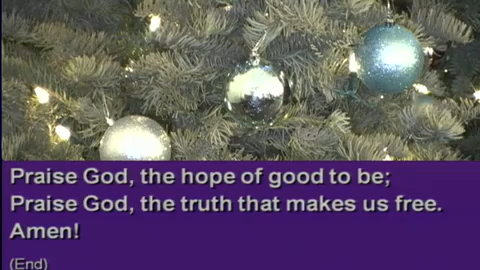 Praise God, the hope of good to be;
Praise God, the truth that makes us free.
Amen!
(End)